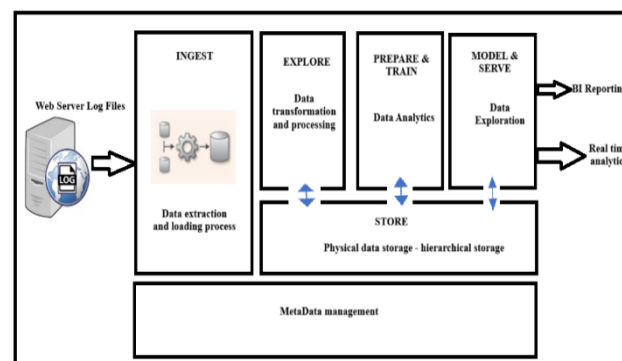 Web Server Log Files
LOG
INGEST
Data extraction
and loading process
EXPLORE
Data
transformation
and processing
PREPARE &
TRAIN
Data Analytics
MODEL &
SERVE
Data
Exploration
BI Reporting
Real tim
analytic
STORE
Physical data storage - hierarchical storage
MetaData management